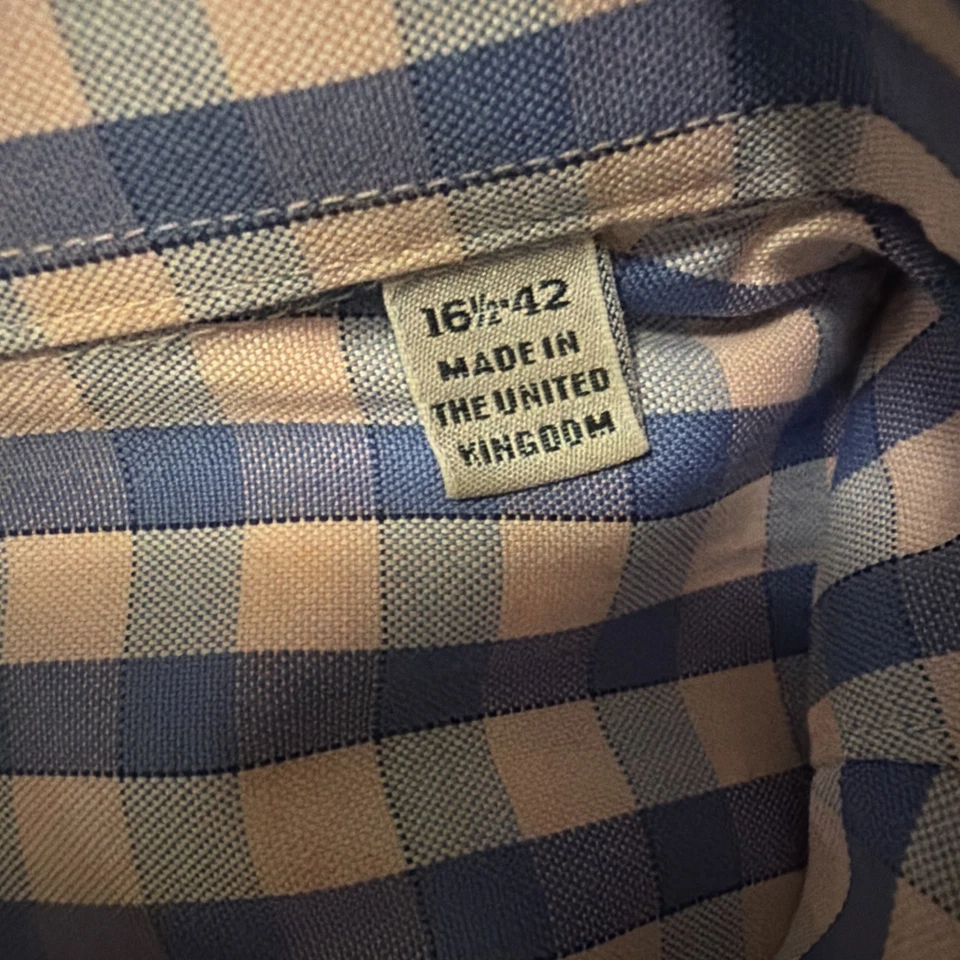 16½·42
MADE IN
THE UNITED
KINGDOM